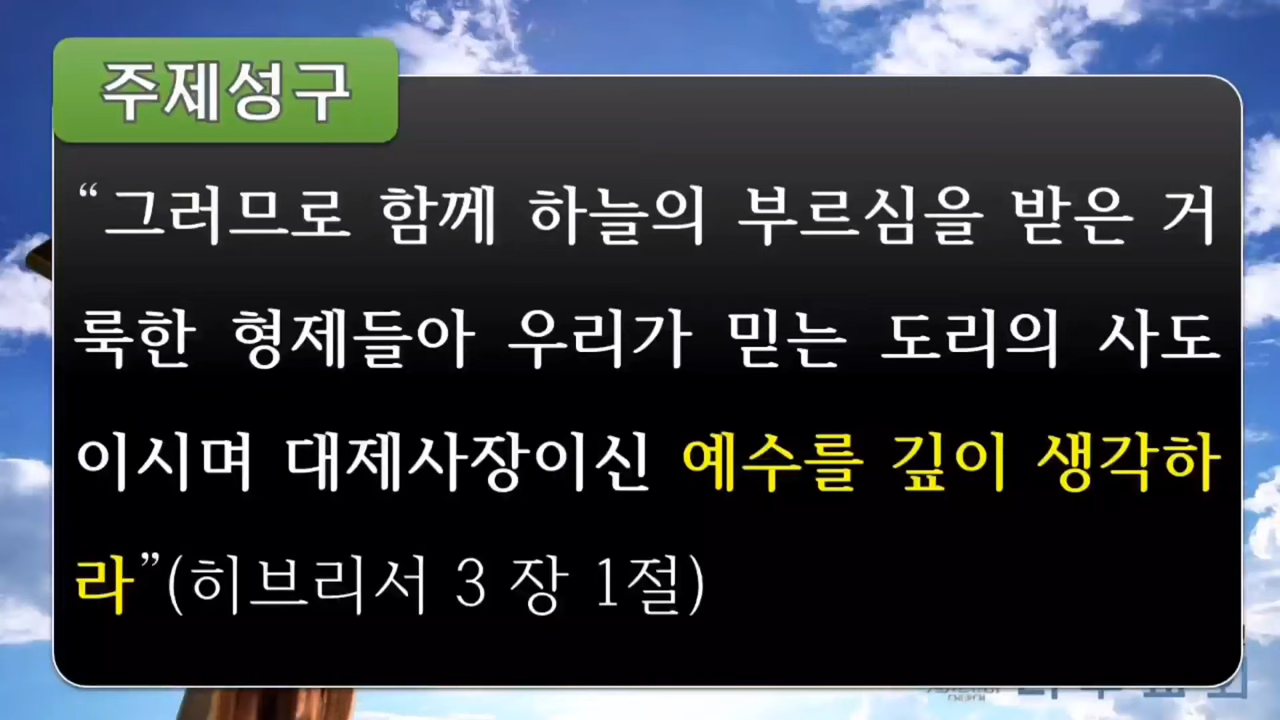 주제성구
“그러므로 함께 하늘의 부르심을 받은 거
룩한 형제들아 우리가 믿는 도리의 사도
이시며 대제사장이신 예수를 깊이 생각하
라”(히브리서 3 장 1절)